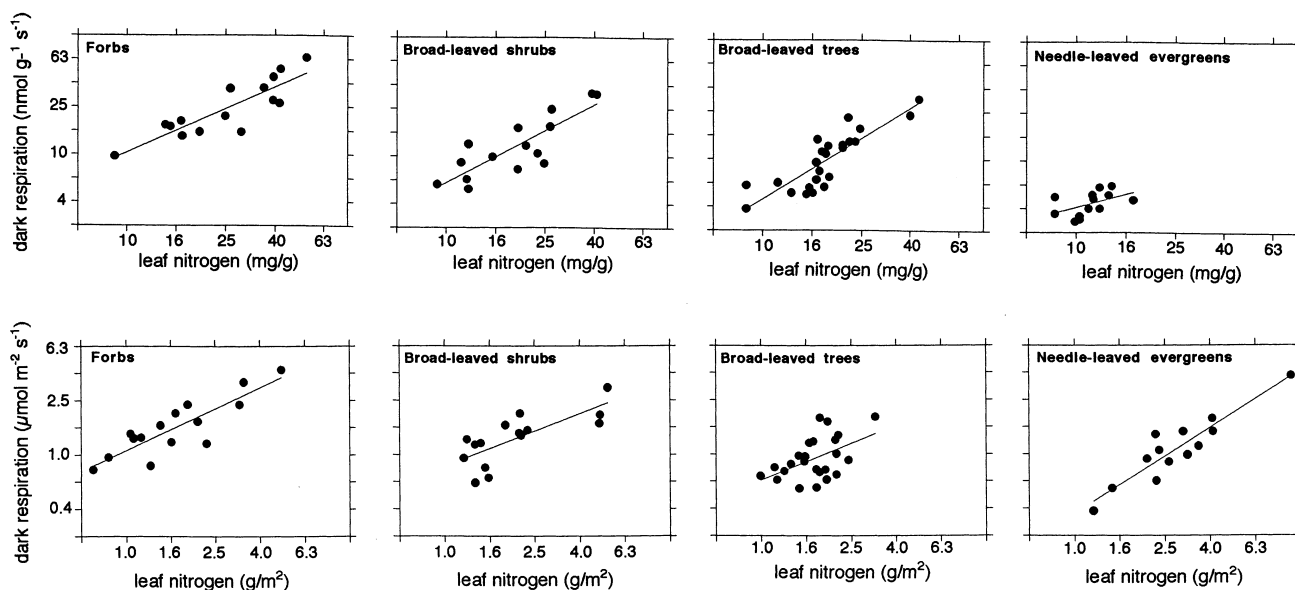 Forbs
Broad-leaved shrubs
Broad-leaved trees
Needle-leaved evergreens
dark respiration (nmol g-1 s-1)
63
25
10
4
10 16 25 40 63
10 16 25 40 63
10 16 25 40 63
10 16 25 40 63
leaf nitrogen (mg/g)
leaf nitrogen (mg/g)
leaf nitrogen (mg/g)
leaf nitrogen (mg/g)
Forbs
Broad-leaved shrubs
Broad-leaved trees
Needle-leaved evergreens
dark respiration (µmol m-2 s-1)
6.3
2.5
1.0
0.4
1.0 1.6 2.5 4.0 6.3
1.0 1.6 2.5 4.0 6.3
1.0 1.6 2.5 4.0 6.3
1.0 1.6 2.5 4.0 6.3
leaf nitrogen (g/m2)
leaf nitrogen (g/m2)
leaf nitrogen (g/m2)
leaf nitrogen (g/m2)